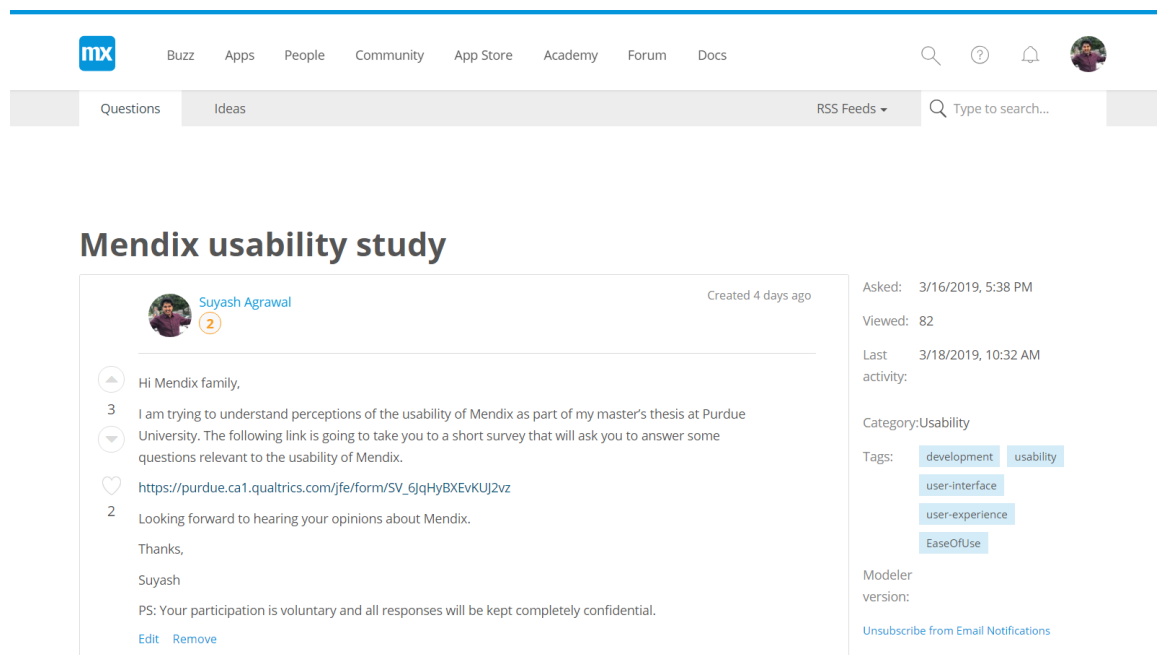 mx
Buzz Apps People Community App Store Academy Forum Docs
Questions Ideas RSS Feeds Type to search...
Mendix usability study
Suyash Agrawal
2
Created 4 days ago
Hi Mendix family,
3
I am trying to understand perceptions of the usability of Mendix as part of my master's thesis at Purdue
University. The following link is going to take you to a short survey that will ask you to answer some
questions relevant to the usability of Mendix.
https://purdue.ca1.qualtrics.com/jfe/form/SV_6JqHyBXEvKUJ2vz
2
Looking forward to hearing your opinions about Mendix.
Thanks,
Suyash
PS: Your participation is voluntary and all responses will be kept completely confidential.
Edit Remove
Asked: 3/16/2019, 5:38 PM
Viewed: 82
Last 3/18/2019, 10:32 AM
activity:
Category:Usability
Tags: development usability
user-interface
user-experience
EaseOfUse
Modeler
version:
Unsubscribe from Email Notifications